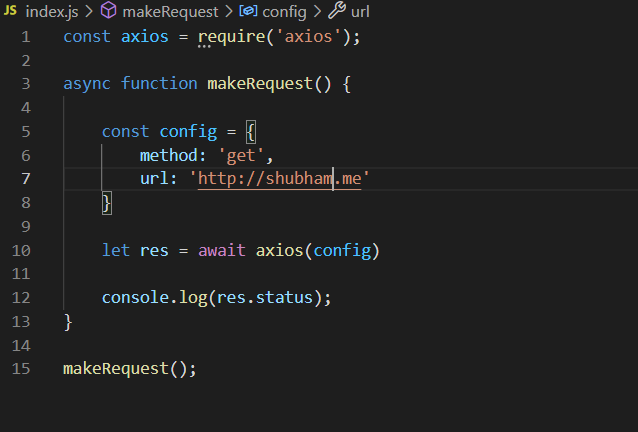 JS index.js > makeRequest > config > url
1 const axios = require('axios');
2
3 async function makeRequest() {
4
5     const config = {
6         method: 'get',
7         url: 'http://shubham.me'
8     }
9
10     let res = await axios(config)
11
12     console.log(res.status);
13 }
14
15 makeRequest();